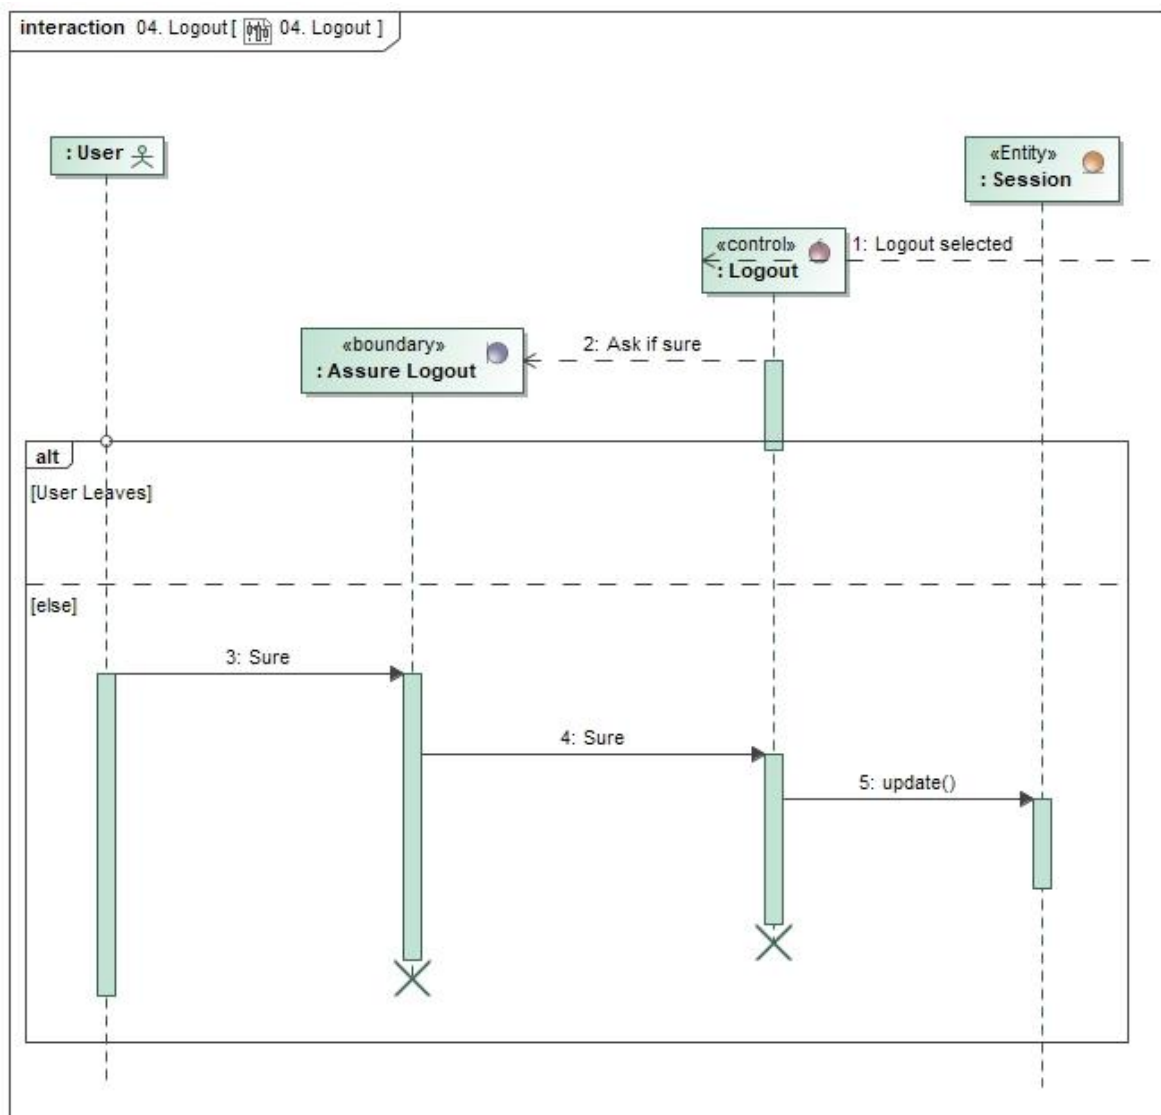 interaction 04. Logout [ 04. Logout ]
: User
«Entity»
: Session
«control»
: Logout
1: Logout selected
«boundary»
: Assure Logout
2: Ask if sure
alt
[User Leaves]
[else]
3: Sure
4: Sure
5: update()